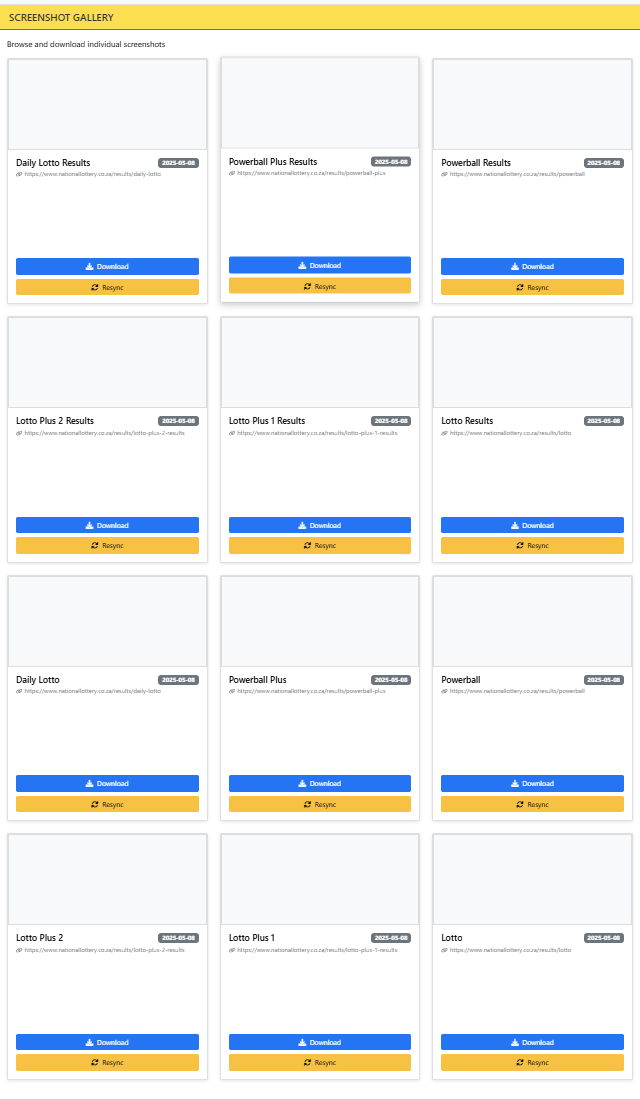 SCREENSHOT GALLERY
Browse and download individual screenshots
Daily Lotto Results 2025-05-08
https://www.nationallottery.co.za/results/daily-lotto
Download
Resync
Powerball Plus Results 2025-05-08
https://www.nationallottery.co.za/results/powerball-plus
Download
Resync
Powerball Results 2025-05-08
https://www.nationallottery.co.za/results/powerball
Download
Resync
Lotto Plus 2 Results 2025-05-08
https://www.nationallottery.co.za/results/lotto-plus-2-results
Download
Resync
Lotto Plus 1 Results 2025-05-08
https://www.nationallottery.co.za/results/lotto-plus-1-results
Download
Resync
Lotto Results 2025-05-08
https://www.nationallottery.co.za/results/lotto
Download
Resync
Daily Lotto 2025-05-08
https://www.nationallottery.co.za/results/daily-lotto
Download
Resync
Powerball Plus 2025-05-08
https://www.nationallottery.co.za/results/powerball-plus
Download
Resync
Powerball 2025-05-08
https://www.nationallottery.co.za/results/powerball
Download
Resync
Lotto Plus 2 2025-05-08
https://www.nationallottery.co.za/results/lotto-plus-2-results
Download
Resync
Lotto Plus 1 2025-05-08
https://www.nationallottery.co.za/results/lotto-plus-1-results
Download
Resync
Lotto 2025-05-08
https://www.nationallottery.co.za/results/lotto
Download
Resync